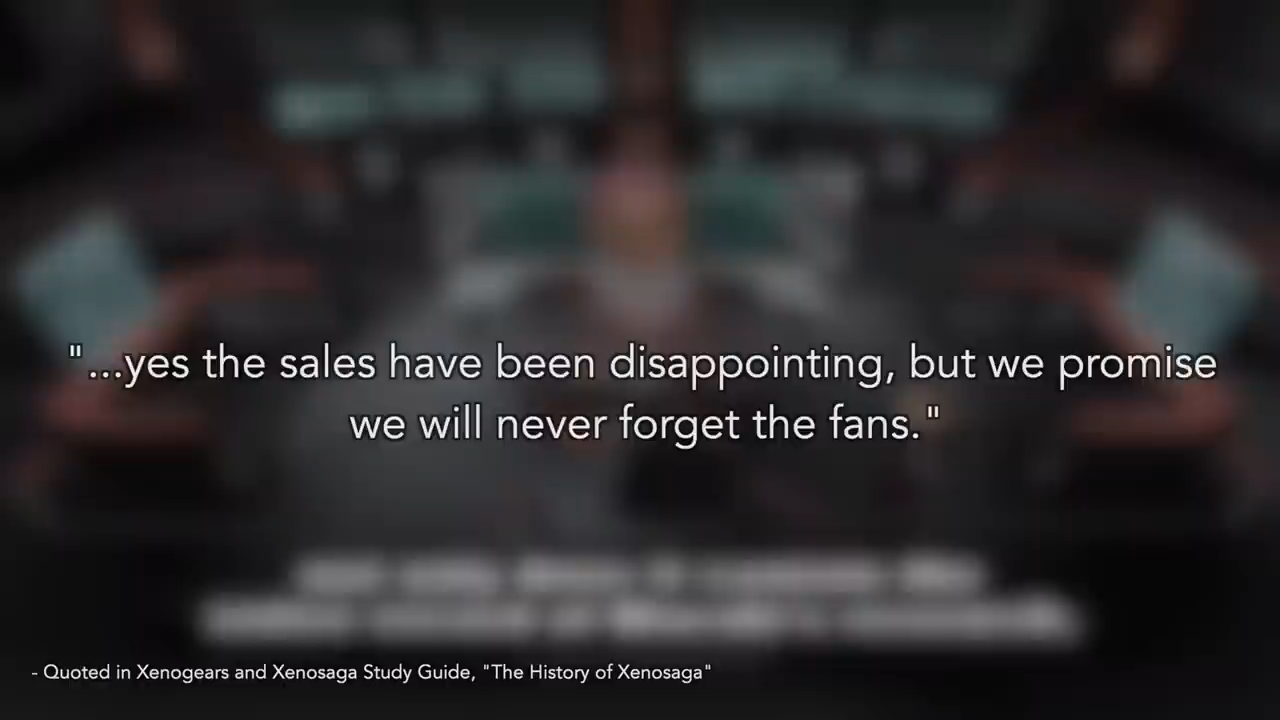 "...yes the sales have been disappointing, but we promise
we will never forget the fans."
- Quoted in Xenogears and Xenosaga Study Guide, "The History of Xenosaga"